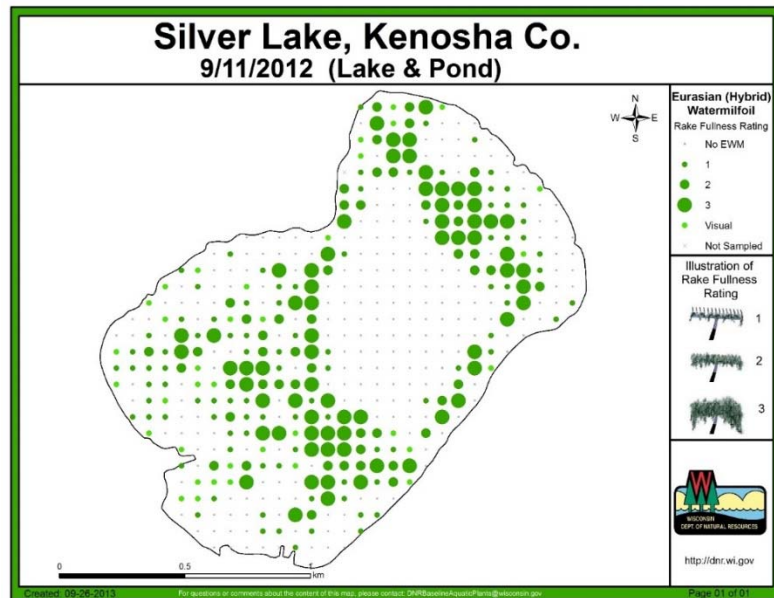 Silver Lake, Kenosha Co.
9/11/2012 (Lake & Pond)
N
W E
S
Eurasian (Hybrid)
Watermilfoil
Rake Fullness Rating
No EWM
1
2
3
Visual
Not Sampled
Illustration of
Rake Fullness
Rating
1
2
3
W
WISCONSIN
DEPT. OF NATURAL RESOURCES
http://dnr.wi.gov
0 0.5 1
km
Created: 09-26-2013
For questions or comments about the content of this map, please contact: DNRBaselineAquaticPlants@wisconsin.gov
Page 01 of 01